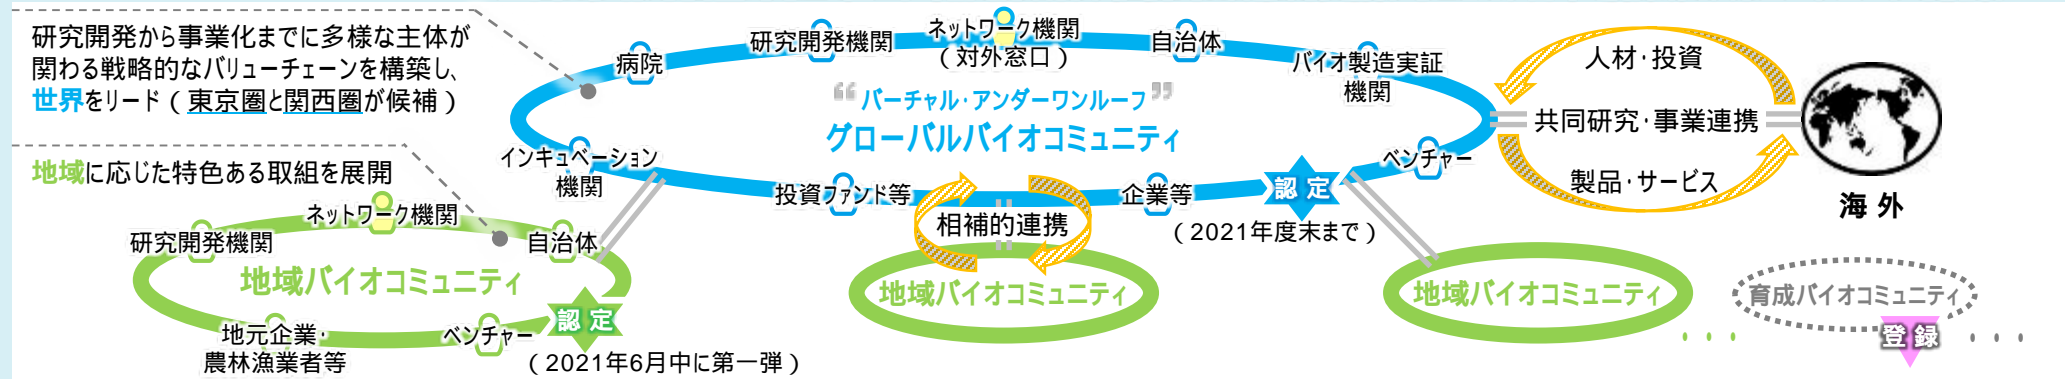 研究開発から事業化までに多様な主体が
関わる戦略的なバリューチェーンを構築し、
世界をリード（東京圏と関西圏が候補）
地域に応じた特色ある取組を展開
病院
研究開発機関
ネットワーク機関
（対外窓口）
自治体
バイオ製造実証
機関
“バーチャル・アンダーワンルーフ”
グローバルバイオコミュニティ
インキュベーション
機関
投資ファンド等
企業等
認定
（2021年度末まで）
ベンチャー
人材・投資
共同研究・事業連携
製品・サービス
海外
ネットワーク機関
研究開発機関
自治体
地域バイオコミュニティ
地元企業・
農林漁業者等
ベンチャー
認定
（2021年6月中に第一弾）
相補的連携
地域バイオコミュニティ
地域バイオコミュニティ
育成バイオコミュニティ
・・・
登録
・・・